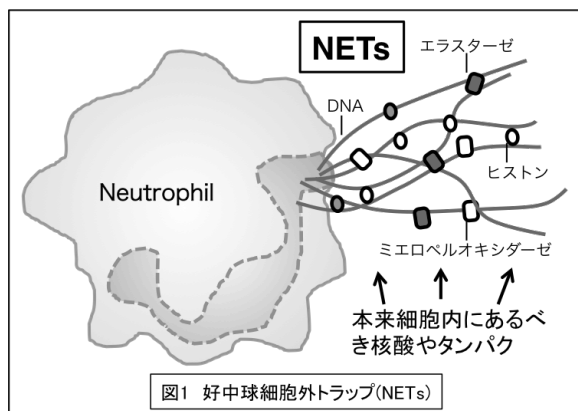 NETs
エラスターゼ
DNA
Neutrophil
ヒストン
ミエロペルオキシダーゼ
本来細胞内にあるべ
き核酸やタンパク
図1 好中球細胞外トラップ(NETs)